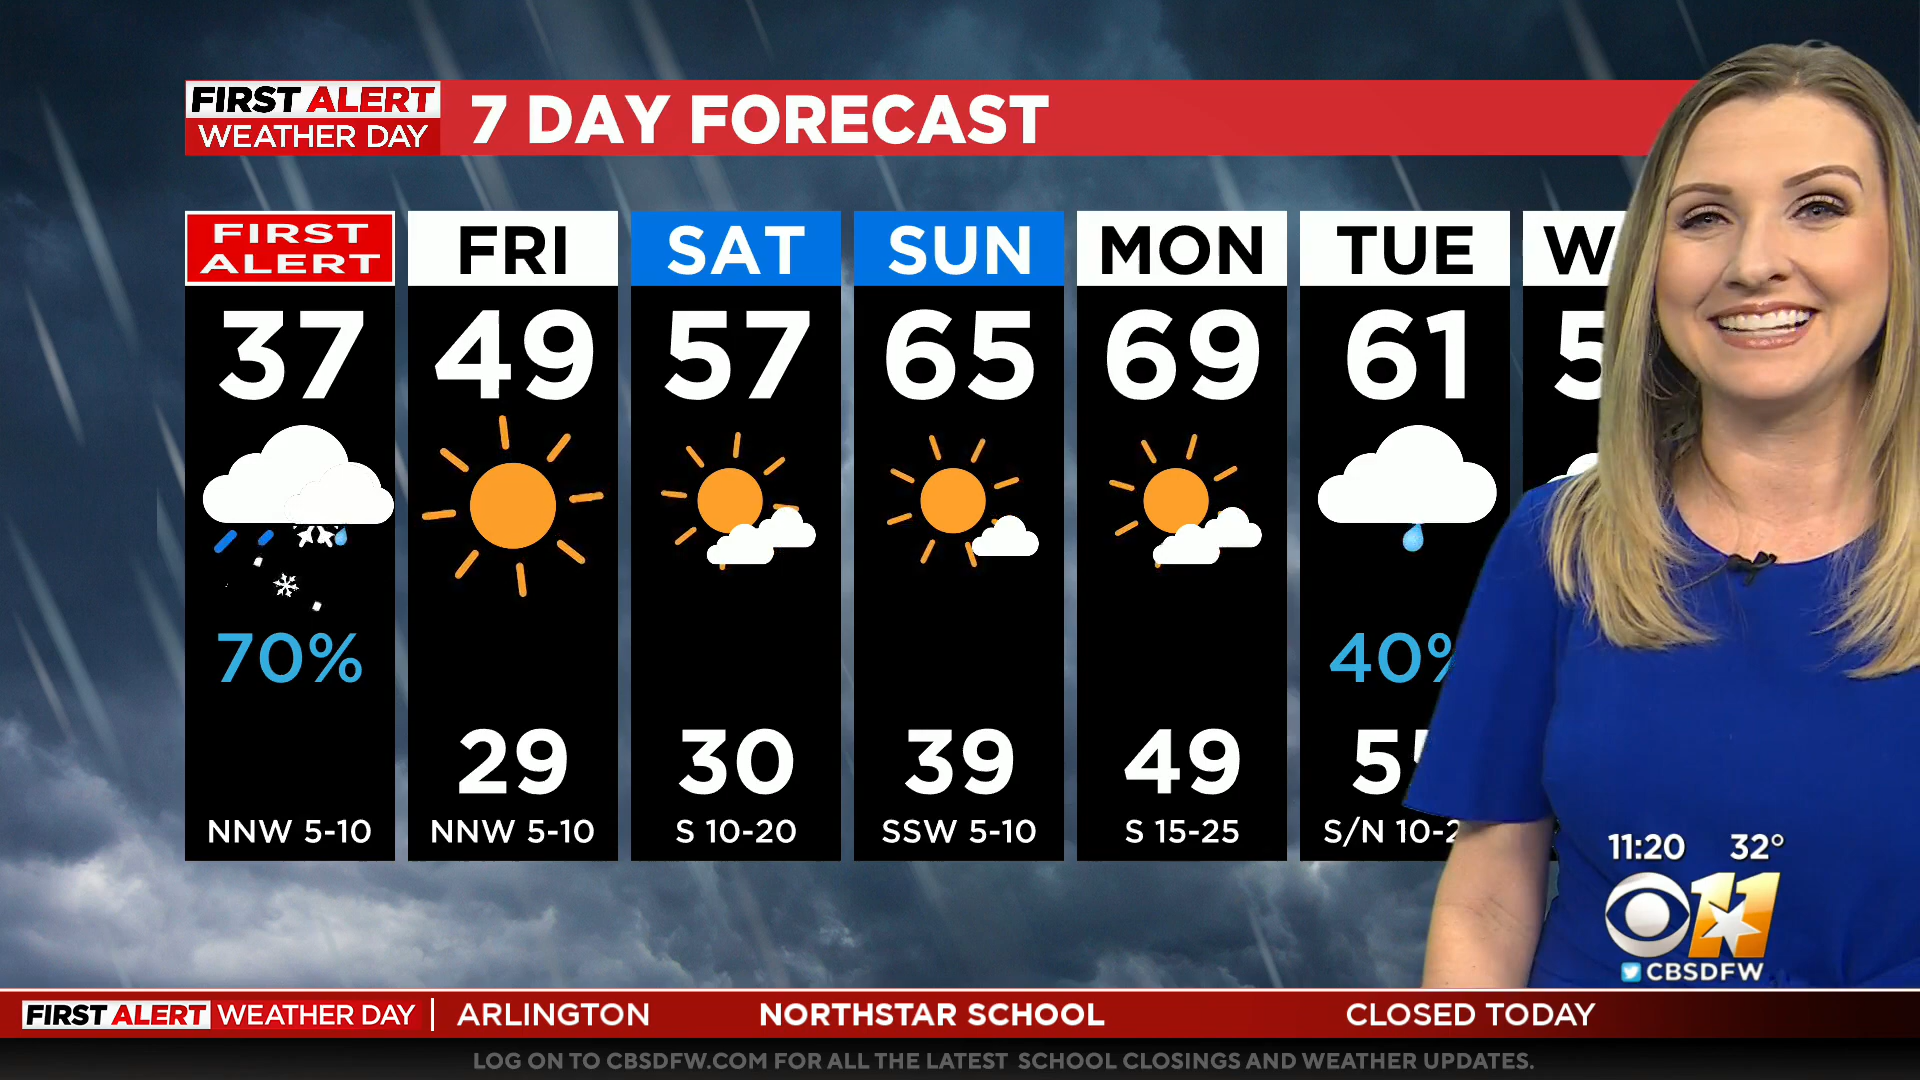 FIRST ALERT
WEATHER DAY
7 DAY FORECAST
FIRST
ALERT
37
70%
NNW 5-10
FRI
49
29
NNW 5-10
SAT
57
30
S 10-20
SUN
65
39
SSW 5-10
MON
69
49
S 15-25
TUE
61
40%
S/N 10-2
11:20 32°
11
CBSDFW
FIRST ALERT WEATHER DAY ARLINGTON NORTHSTAR SCHOOL CLOSED TODAY
LOG ON TO CBSDFW.COM FOR ALL THE LATEST SCHOOL CLOSINGS AND WEATHER UPDATES.